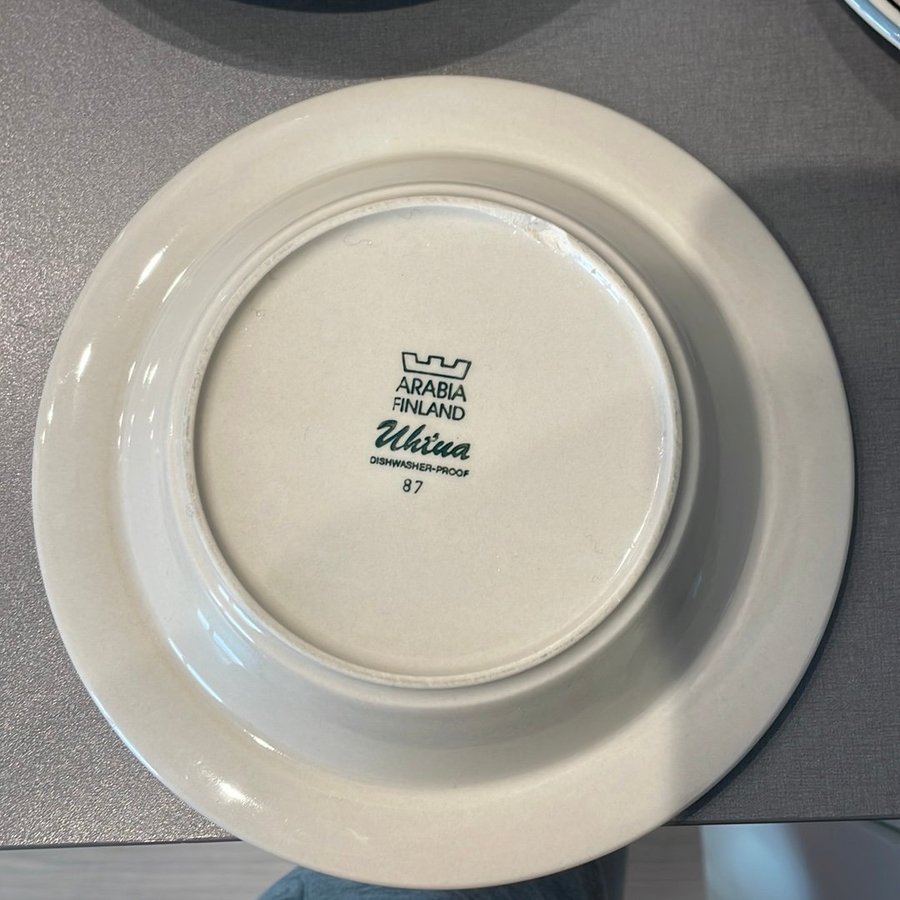 ARABIA
FINLAND
Uhtua
DISHWASHER-PROOF
87